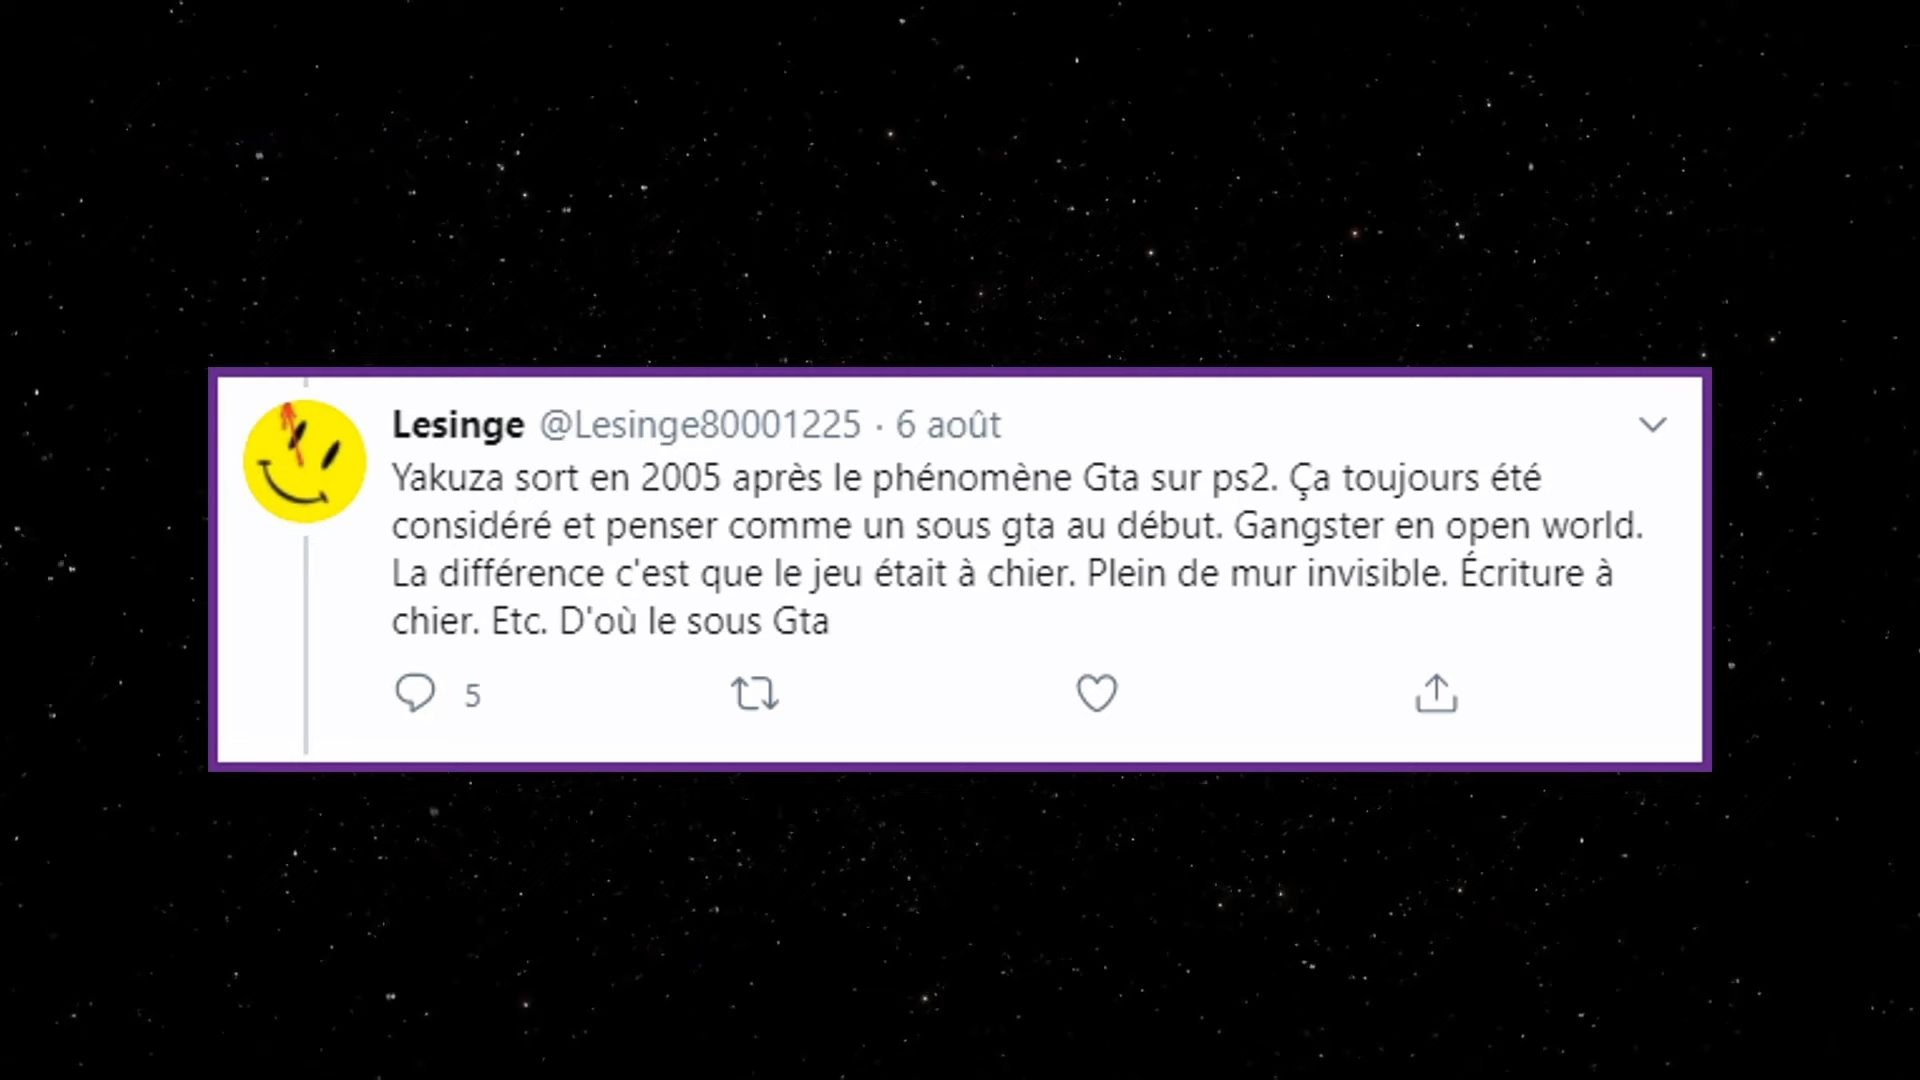 Lesinge @Lesinge80001225 · 6 août
Yakuza sort en 2005 après le phénomène Gta sur ps2. Ça toujours été
considéré et penser comme un sous gta au début. Gangster en open world.
La différence c'est que le jeu était à chier. Plein de mur invisible. Écriture à
chier. Etc. D'où le sous Gta
5